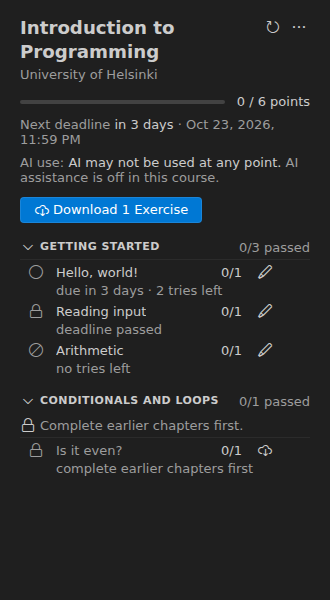 Introduction to
Programming
University of Helsinki
0 / 6 points
Next deadline in 3 days · Oct 23, 2026,
11:59 PM
AI use: AI may not be used at any point. AI
assistance is off in this course.
Download 1 Exercise
GETTING STARTED 0/3 passed
Hello, world! 0/1
due in 3 days · 2 tries left
Reading input 0/1
deadline passed
Arithmetic 0/1
no tries left
CONDITIONALS AND LOOPS 0/1 passed
Complete earlier chapters first.
Is it even? 0/1
complete earlier chapters first